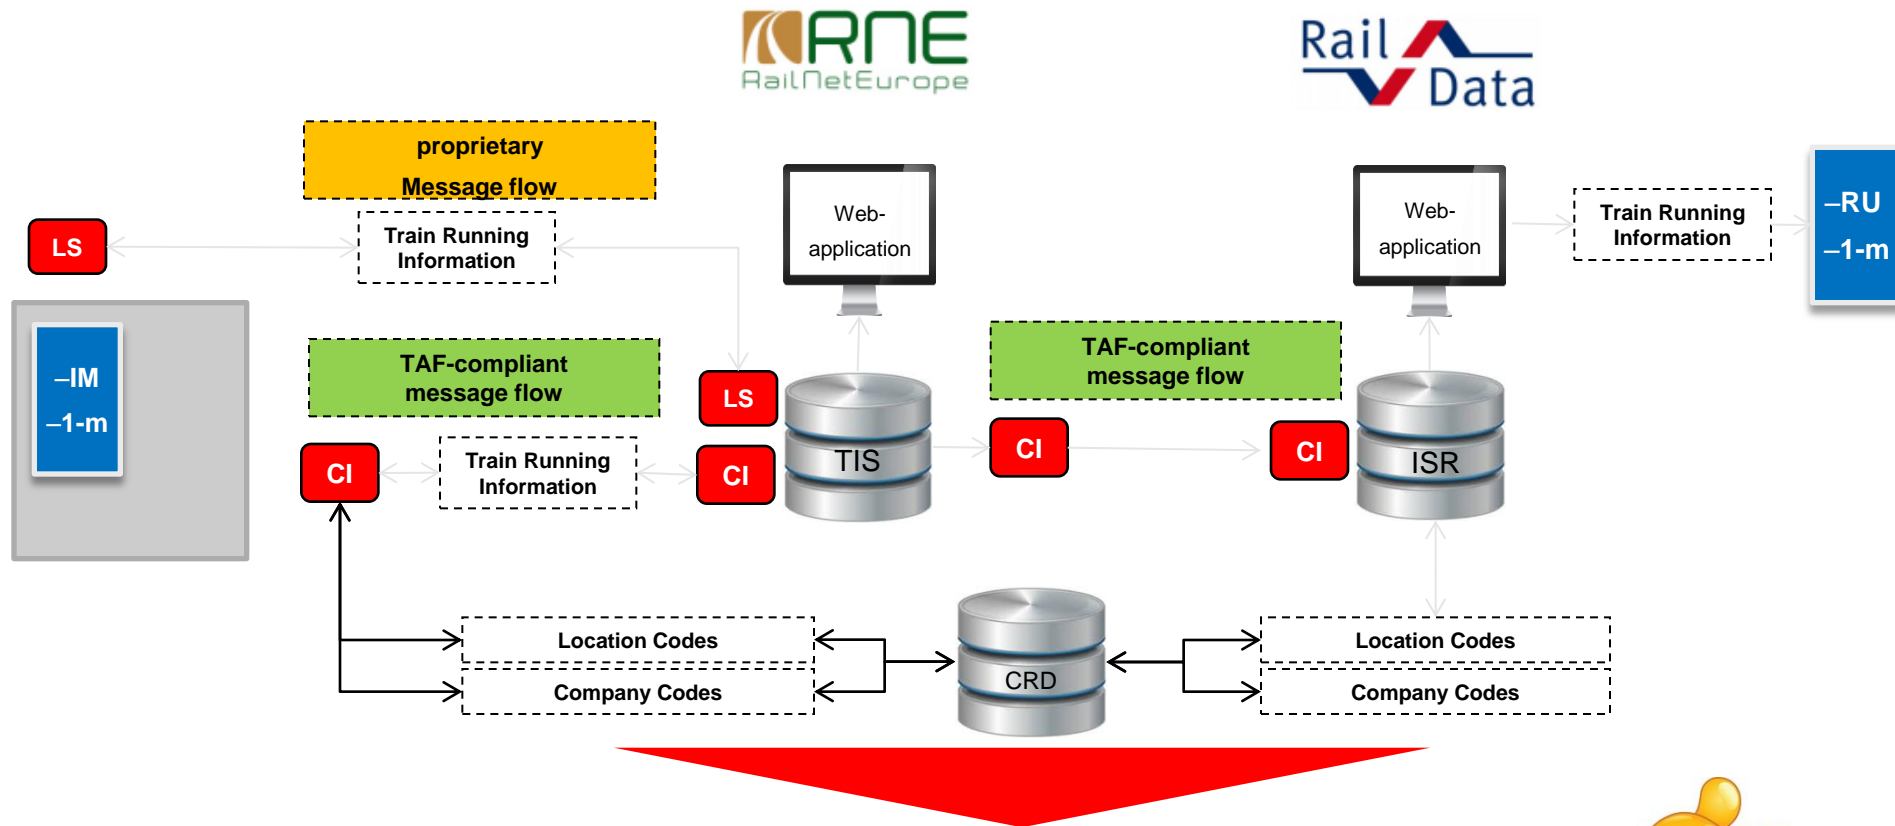 RNE
RailNetEurope
Rail
Data
proprietary
Message flow
LS
Train Running
Information
Web-
application
Web-
application
Train Running
Information
–RU
–1-m
–IM
–1-m
TAF-compliant
message flow
LS
TAF-compliant
message flow
CI
Train Running
Information
CI
TIS
CI
CI
ISR
Location Codes
Company Codes
CRD
Location Codes
Company Codes